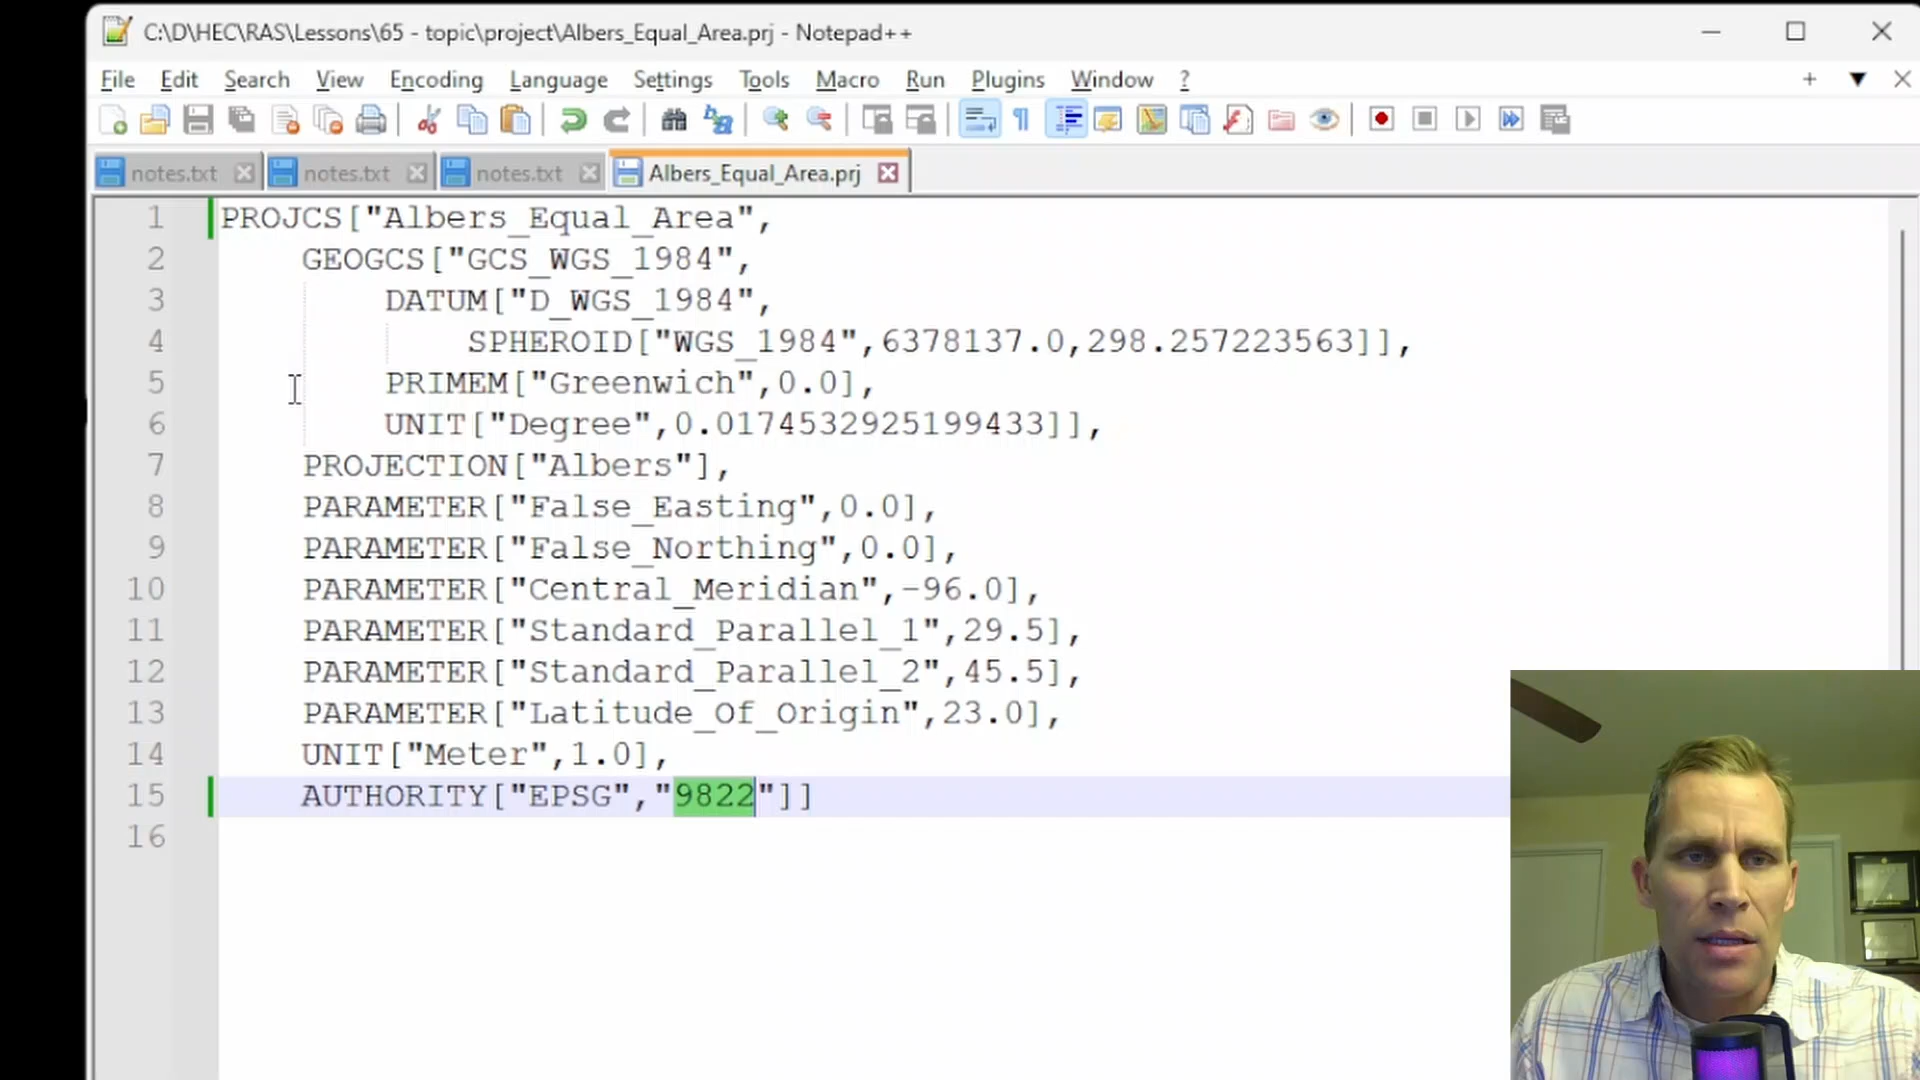 C:\D\HEC\RAS\Lessons\65 - topic\project\Albers_Equal_Area.prj - Notepad++
File Edit Search View Encoding Language Settings Tools Macro Run Plugins Window ?
notes.txt notes.txt notes.txt Albers_Equal_Area.prj
1 PROJCS["Albers_Equal_Area",
2 GEOGCS["GCS_WGS_1984",
3 DATUM["D_WGS_1984",
4 SPHEROID["WGS_1984",6378137.0,298.257223563]],
5 PRIMEM["Greenwich",0.0],
6 UNIT["Degree",0.0174532925199433]],
7 PROJECTION["Albers"],
8 PARAMETER["False_Easting",0.0],
9 PARAMETER["False_Northing",0.0],
10 PARAMETER["Central_Meridian",-96.0],
11 PARAMETER["Standard_Parallel_1",29.5],
12 PARAMETER["Standard_Parallel_2",45.5],
13 PARAMETER["Latitude_Of_Origin",23.0],
14 UNIT["Meter",1.0],
15 AUTHORITY["EPSG","9822"]]
16